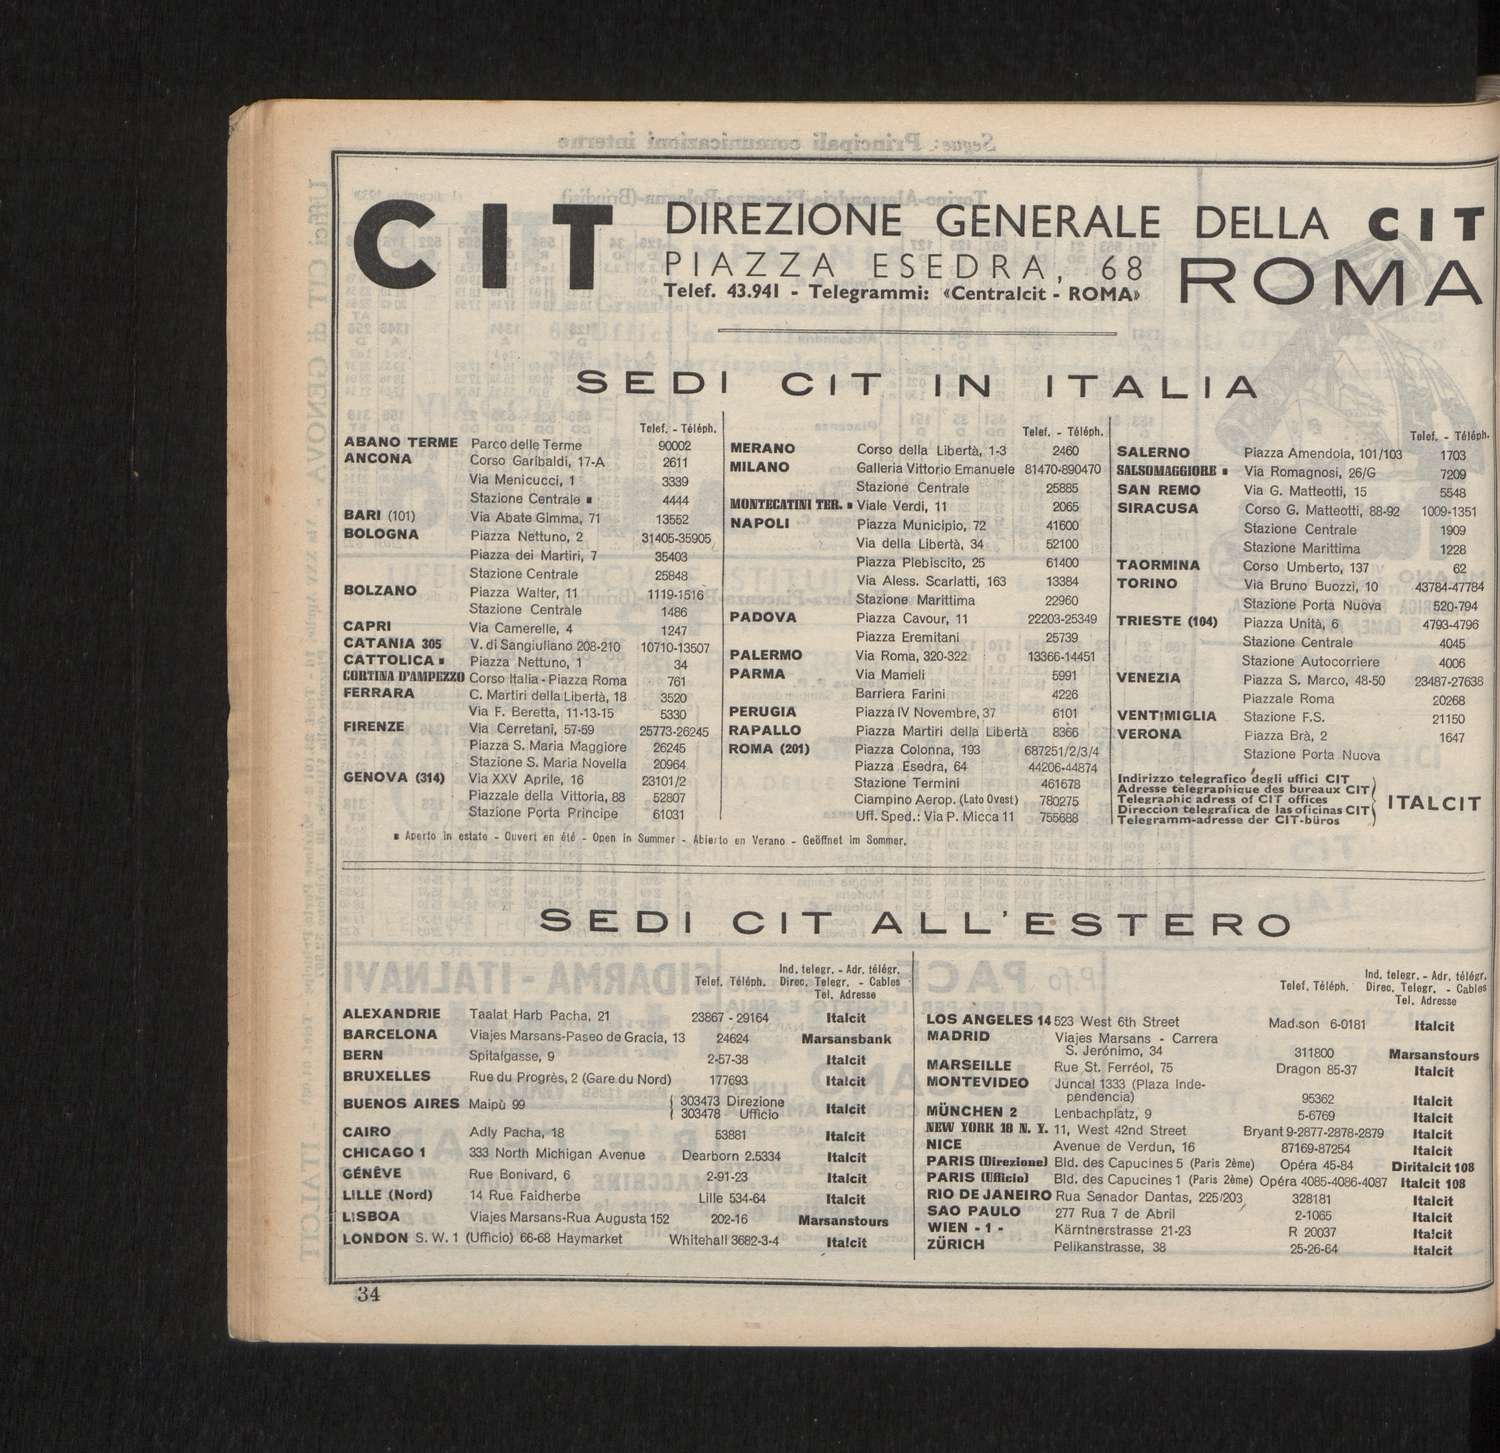 CIT
DIREZIONE GENERALE DELLA CIT
PIAZZA ESEDRA, 68 ROMA
Telef. 43.941 - Telegrammi: «Centralcit - ROMA»
SEDI CIT IN ITALIA
Telef. - Téléph.
ABANO TERME Parco delle Terme 90002
ANCONA Corso Garibaldi, 17-A 2611
Via Menicucci, 1 3339
Stazione Centrale ▪ 4444
BARI (101) Via Abate Gimma, 71 13552
BOLOGNA Piazza Nettuno, 2 31405-35905
Piazza dei Martiri, 7 35403
Stazione Centrale 25848
BOLZANO Piazza Walter, 11 1119-1516
Stazione Centrale 1486
CAPRI Via Camerelle, 4 1247
CATANIA 305 V. di Sangiuliano 208-210 10710-13507
CATTOLICA ▪ Piazza Nettuno, 1 34
CORTINA D'AMPEZZO Corso Italia - Piazza Roma 761
FERRARA C. Martiri della Libertà, 18 3520
Via F. Beretta, 11-13-15 5330
FIRENZE Via Cerretani, 57-59 25773-26245
Piazza S. Maria Maggiore 26245
Stazione S. Maria Novella 20964
GENOVA (314) Via XXV Aprile, 16 23101/2
Piazzale della Vittoria, 88 52807
Stazione Porta Principe 61031
Telef. - Téléph.
MERANO Corso della Libertà, 1-3 2460
MILANO Galleria Vittorio Emanuele 81470-890470
Stazione Centrale 25885
MONTECATINI TER. ▪ Viale Verdi, 11 2065
NAPOLI Piazza Municipio, 72 41600
Via della Libertà, 34 52100
Piazza Plebiscito, 25 61400
Via Aless. Scarlatti, 163 13384
Stazione Marittima 22960
PADOVA Piazza Cavour, 11 22203-25349
Piazza Eremitani 25739
PALERMO Via Roma, 320-322 13366-14451
PARMA Via Mameli 5991
Barriera Farini 4226
PERUGIA Piazza IV Novembre, 37 6101
RAPALLO Piazza Martiri della Libertà 8366
ROMA (201) Piazza Colonna, 193 687251/2/3/4
Piazza Esedra, 64 44206-44874
Stazione Termini 461678
Ciampino Aerop. (Lato Ovest) 780275
Uff. Sped.: Via P. Micca 11 755688
Telef. - Téléph.
SALERNO Piazza Amendola, 101/103 1703
SALSOMAGGIORE ▪ Via Romagnosi, 26/G 7209
SAN REMO Via G. Matteotti, 15 5548
SIRACUSA Corso G. Matteotti, 88-92 1009-1351
Stazione Centrale 1909
Stazione Marittima 1228
TAORMINA Corso Umberto, 137 62
TORINO Via Bruno Buozzi, 10 43784-47784
Stazione Porta Nuova 520-794
TRIESTE (104) Piazza Unità, 6 4793-4796
Stazione Centrale 4045
Stazione Autocorriere 4006
VENEZIA Piazza S. Marco, 48-50 23487-27638
Piazzale Roma 20268
VENTIMIGLIA Stazione F.S. 21150
VERONA Piazza Brà, 2 1647
Stazione Porta Nuova
Indirizzo telegrafico degli uffici CIT
Adresse telegraphique des bureaux CIT
Telegraphic adress of CIT offices
Direccion telegrafica de las oficinas CIT
Telegramm-adresse der CIT-büros
ITALCIT
▪ Aperto in estate - Ouvert en été - Open in Summer - Abierto en Verano - Geöffnet im Sommer.
SEDI CIT ALL'ESTERO
Telef. Téléph. Ind. telegr. - Adr. télégr.
Direc. Telegr. - Cables
Tel. Adresse
ALEXANDRIE Taalat Harb Pacha, 21 23867 - 29164 Italcit
BARCELONA Viajes Marsans-Paseo de Gracia, 13 24624 Marsansbank
BERN Spitalgasse, 9 2-57-38 Italcit
BRUXELLES Rue du Progrès, 2 (Gare du Nord) 177693 Italcit
BUENOS AIRES Maipù 99 { 303473 Direzione
{ 303478 Ufficio Italcit
CAIRO Adly Pacha, 18 53881 Italcit
CHICAGO 1 333 North Michigan Avenue Dearborn 2.5334 Italcit
GÉNÊVE Rue Bonivard, 6 2-91-23 Italcit
LILLE (Nord) 14 Rue Faidherbe Lille 534-64 Italcit
LISBOA Viajes Marsans-Rua Augusta 152 202-16 Marsanstours
LONDON S. W. 1 (Ufficio) 66-68 Haymarket Whitehall 3682-3-4 Italcit
Telef. Téléph. Ind. telegr. - Adr. télégr.
Direc. Telegr. - Cables
Tel. Adresse
LOS ANGELES 14 523 West 6th Street Madison 6-0181 Italcit
MADRID Viajes Marsans - Carrera
S. Jerónimo, 34 311800 Marsanstours
MARSEILLE Rue St. Ferréol, 75 Dragon 85-37 Italcit
MONTEVIDEO Juncal 1333 (Plaza Inde-
pendencia) 95362 Italcit
MÜNCHEN 2 Lenbachplatz, 9 5-6769 Italcit
NEW YORK 18 N. Y. 11, West 42nd Street Bryant 9-2877-2878-2879 Italcit
NICE Avenue de Verdun, 16 87169-87254 Italcit
PARIS (Direzione) Bld. des Capucines 5 (Paris 2ème) Opéra 45-84 Diritalcit 108
PARIS (Ufficio) Bld. des Capucines 1 (Paris 2ème) Opéra 4085-4086-4087 Italcit 108
RIO DE JANEIRO Rua Senador Dantas, 225/203 328181 Italcit
SAO PAULO 277 Rua 7 de Abril 2-1065 Italcit
WIEN - 1 - Kärntnerstrasse 21-23 R 20037 Italcit
ZÜRICH Pelikanstrasse, 38 25-26-64 Italcit
34